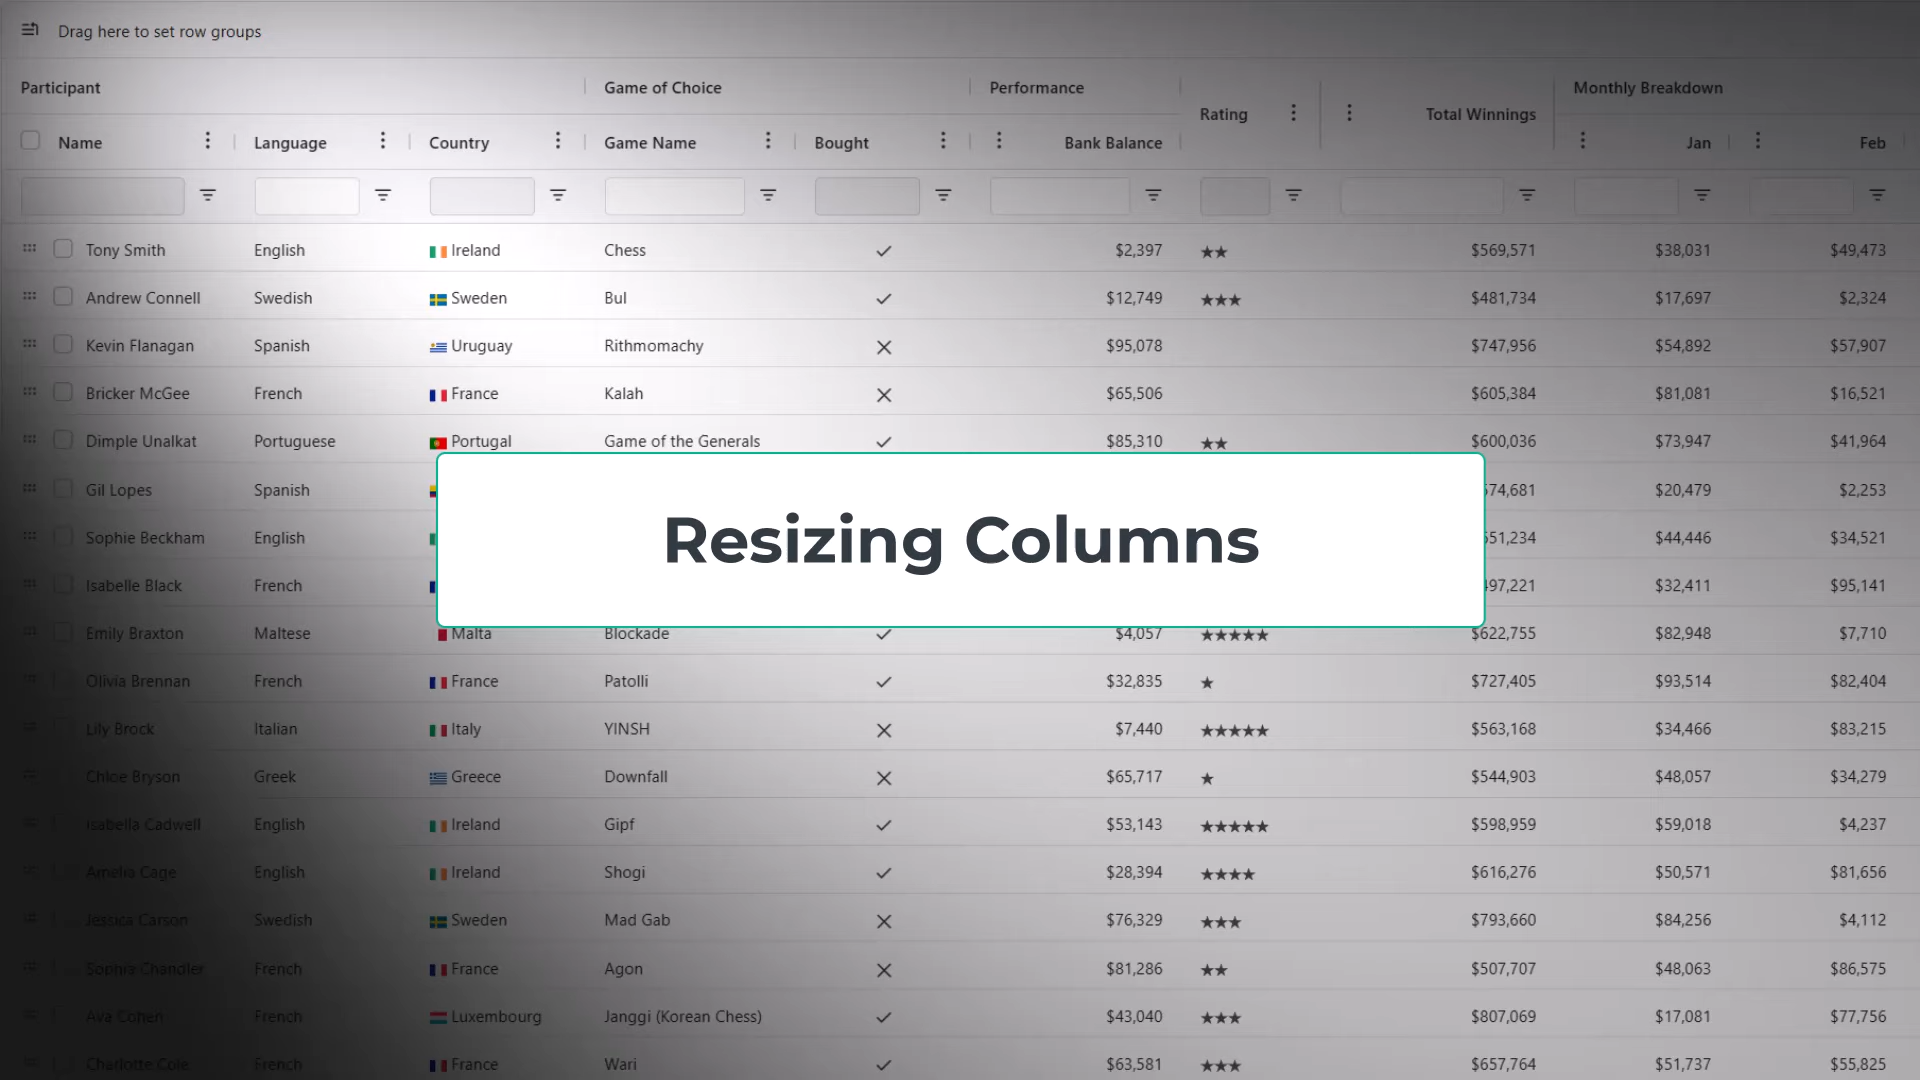 Drag here to set row groups
Participant Game of Choice Performance Rating Total Winnings Monthly Breakdown
Name Language Country Game Name Bought Bank Balance Jan Feb
Tony Smith English Ireland Chess ✓ $2,397 ★★ $569,571 $38,031 $49,473
Andrew Connell Swedish Sweden Bul ✓ $12,749 ★★★ $481,734 $17,697 $2,324
Kevin Flanagan Spanish Uruguay Rithmomachy ✕ $95,078 $747,956 $54,892 $57,907
Bricker McGee French France Kalah ✕ $65,506 $605,384 $81,081 $16,521
Dimple Unalkat Portuguese Portugal Game of the Generals ✓ $85,310 ★★ $600,036 $73,947 $41,964
Gil Lopes Spanish 74,681 $20,479 $2,253
Resizing Columns
Sophie Beckham English 51,234 $44,446 $34,521
Isabelle Black French 97,221 $32,411 $95,141
Emily Braxton Maltese Malta Blockade ✓ $4,057 ★★★★★ $622,755 $82,948 $7,710
Olivia Brennan French France Patolli ✓ $32,835 ★ $727,405 $93,514 $82,404
Lily Brock Italian Italy YINSH ✕ $7,440 ★★★★★ $563,168 $34,466 $83,215
Chloe Bryson Greek Greece Downfall ✕ $65,717 ★ $544,903 $48,057 $34,279
Isabella Cadwell English Ireland Gipf ✓ $53,143 ★★★★★ $598,959 $59,018 $4,237
Amelia Cage English Ireland Shogi ✓ $28,394 ★★★★ $616,276 $50,571 $81,656
Jessica Carson Swedish Sweden Mad Gab ✕ $76,329 ★★★ $793,660 $84,256 $4,112
Sophia Chandler French France Agon ✕ $81,286 ★★ $507,707 $48,063 $86,575
Ava Cohen French Luxembourg Janggi (Korean Chess) ✓ $43,040 ★★★ $807,069 $17,081 $77,756
Charlotte Cole French France Wari ✓ $63,581 ★★★ $657,764 $51,737 $55,825